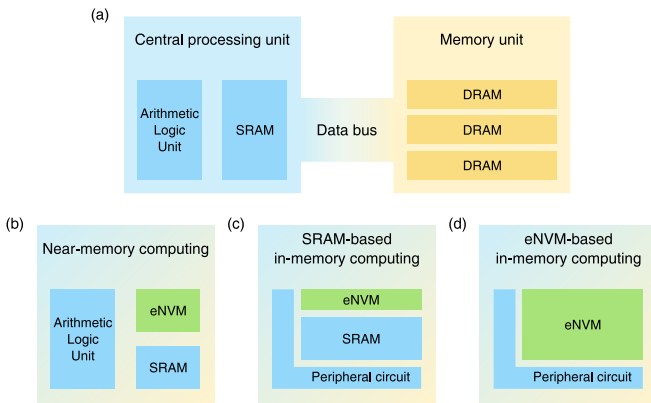 (a)
Central processing unit
Memory unit
Arithmetic
Logic
Unit
SRAM
Data bus
DRAM
DRAM
DRAM
(b)
Near-memory computing
Arithmetic
Logic
Unit
eNVM
SRAM
(c)
SRAM-based
in-memory computing
eNVM
SRAM
Peripheral circuit
(d)
eNVM-based
in-memory computing
eNVM
Peripheral circuit